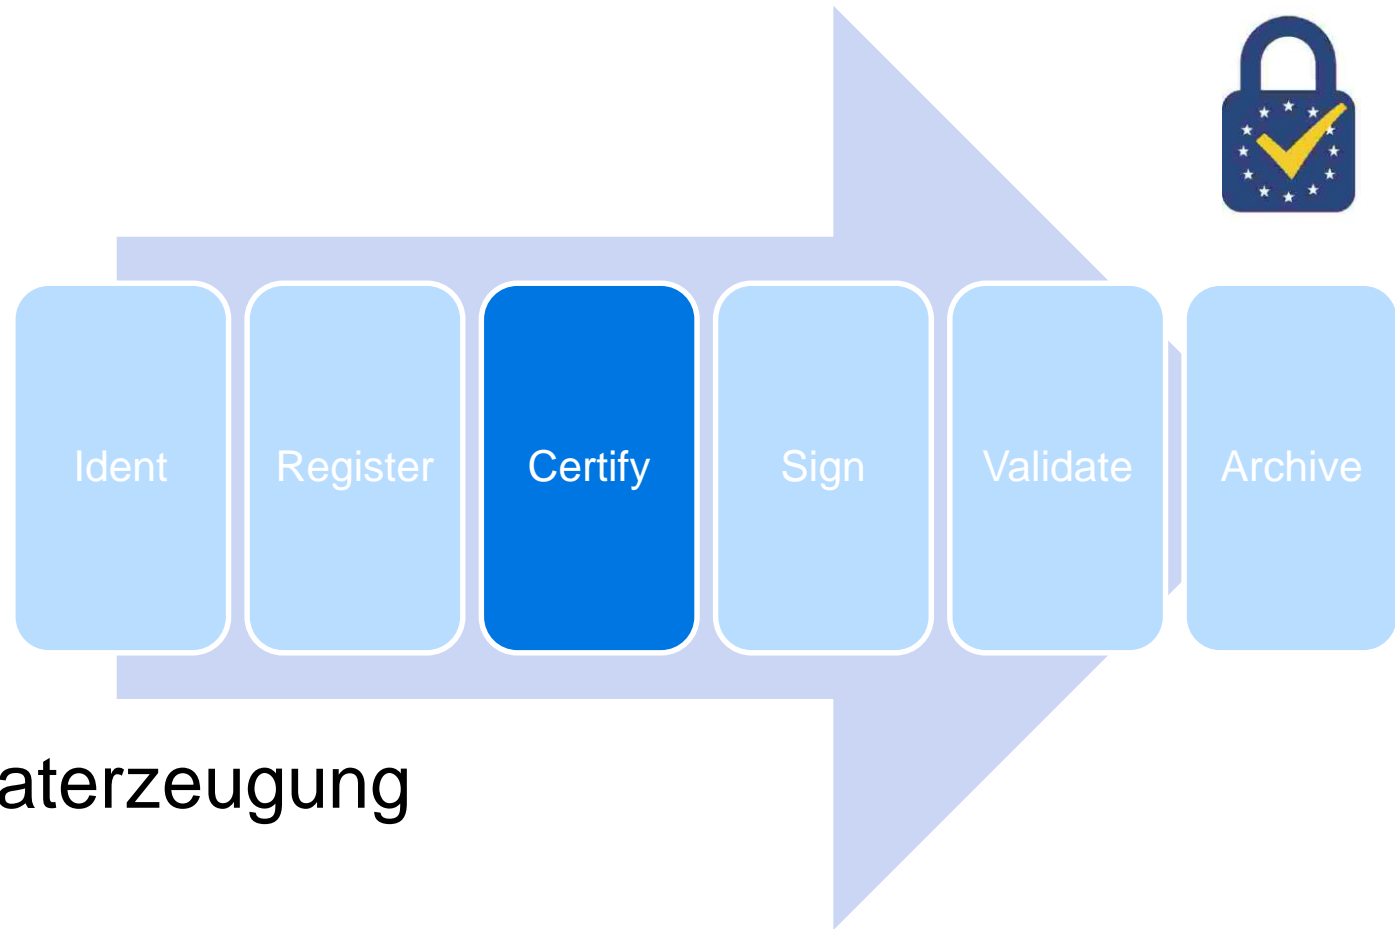 Ident
Register
Certify
Sign
Validate
Archive
aterzeugung